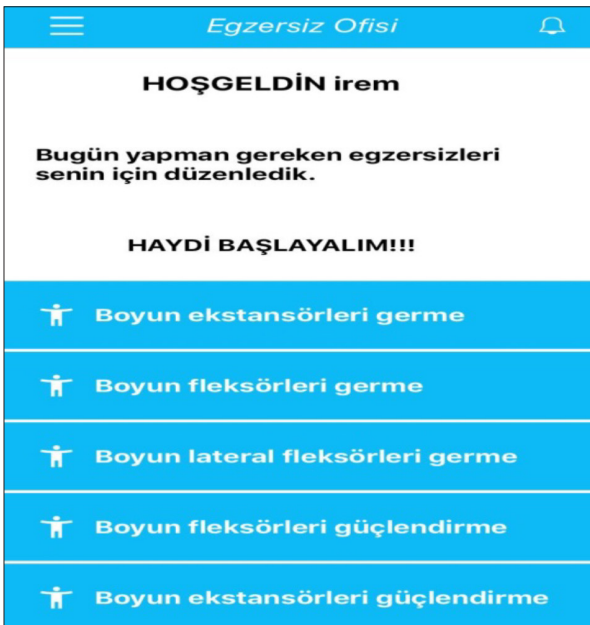 Egzersiz Ofisi
HOŞGELDİN irem
Bugün yapman gereken egzersizleri
senin için düzenledik.
HAYDİ BAŞLAYALIM!!!
Boyun ekstansörleri germe
Boyun fleksörleri germe
Boyun lateral fleksörleri germe
Boyun fleksörleri güçlendirme
Boyun ekstansörleri güçlendirme